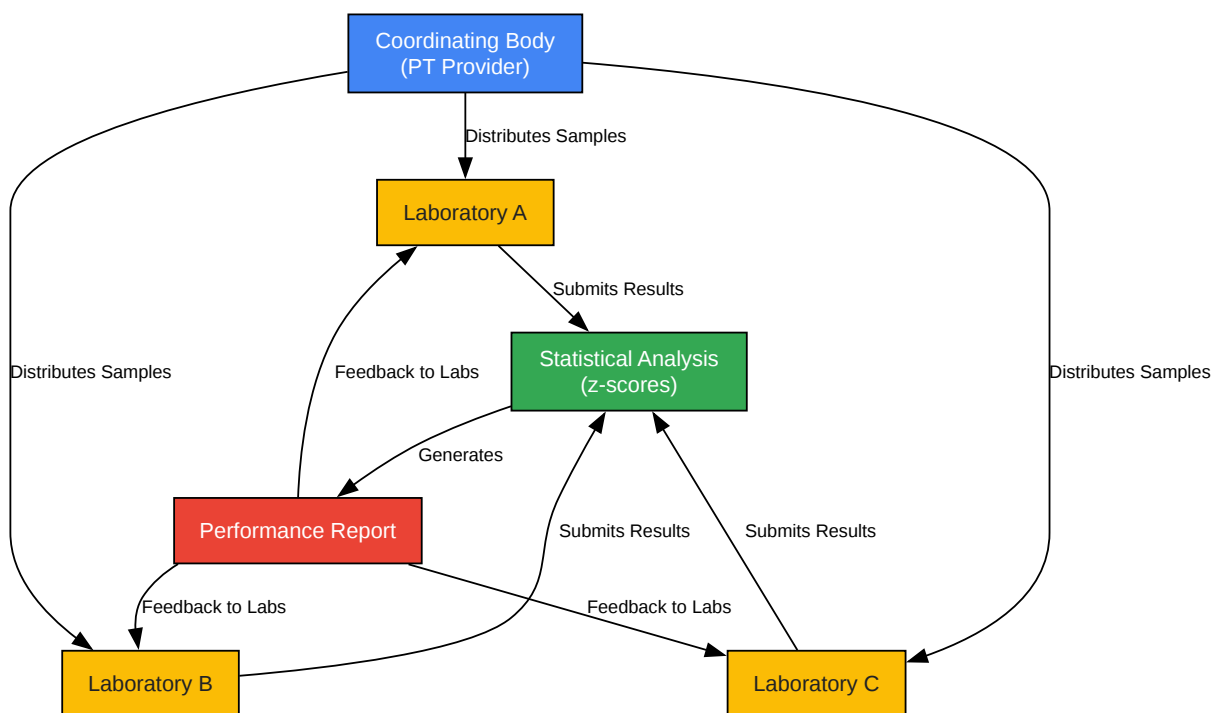 Coordinating Body
(PT Provider)
Distributes Samples
Laboratory A
Submits Results
Statistical Analysis
(z-scores)
Distributes Samples
Feedback to Labs
Distributes Samples
Generates
Performance Report
Submits Results
Submits Results
Feedback to Labs
Feedback to Labs
Laboratory B
Laboratory C